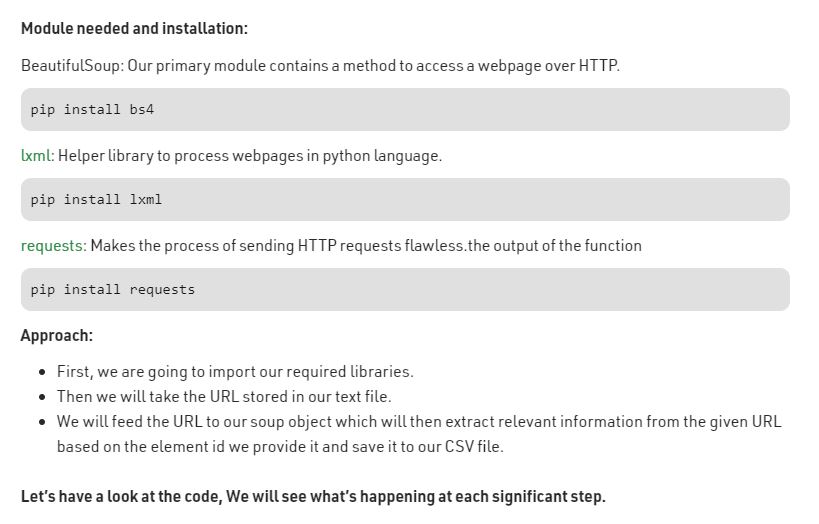 Module needed and installation:
BeautifulSoup: Our primary module contains a method to access a webpage over HTTP.
pip install bs4
lxml: Helper library to process webpages in python language.
pip install lxml
requests: Makes the process of sending HTTP requests flawless.the output of the function
pip install requests
Approach:
• First, we are going to import our required libraries.
• Then we will take the URL stored in our text file.
• We will feed the URL to our soup object which will then extract relevant information from the given URL
based on the element id we provide it and save it to our CSV file.
Let’s have a look at the code, We will see what’s happening at each significant step.